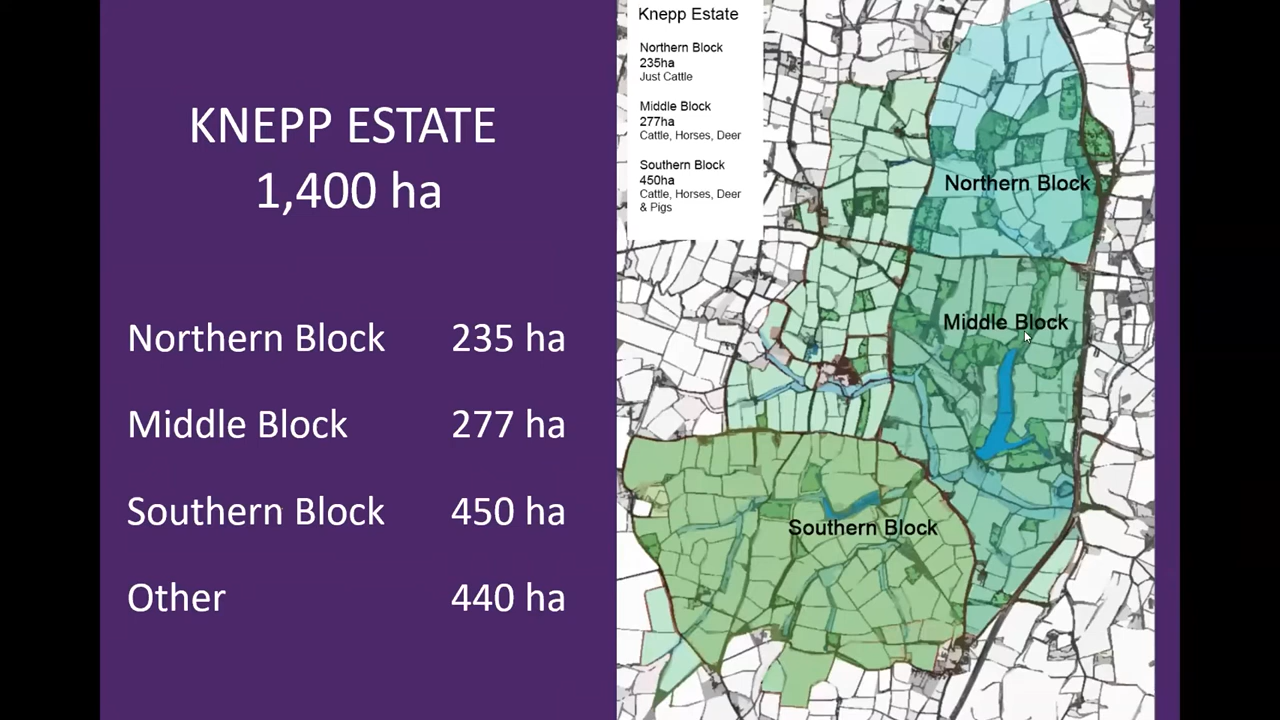 KNEPP ESTATE
1,400 ha
Northern Block 235 ha
Middle Block 277 ha
Southern Block 450 ha
Other 440 ha
Knepp Estate
Northern Block
235ha
Just Cattle
Middle Block
277ha
Cattle, Horses, Deer
Southern Block
450ha
Cattle, Horses, Deer
& Pigs
Northern Block
Middle Block
Southern Block